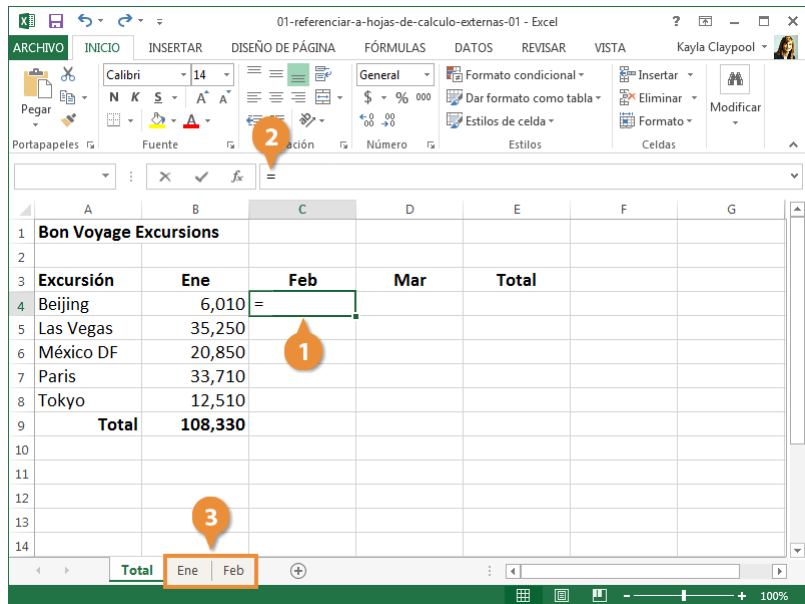 01-referenciar-a-hojas-de-calculo-externas-01 - Excel ?
ARCHIVO INICIO INSERTAR DISEÑO DE PÁGINA FÓRMULAS DATOS REVISAR VISTA Kayla Claypool
Pegar Calibri 14 General Formato condicional Insertar
N K S A A $ % 000 Dar formato como tabla Eliminar Modificar
A Estilos de celda Formato
Portapapeles Fuente ación Número Estilos Celdas
2
fx =
A B C D E F G
1 Bon Voyage Excursions
2
3 Excursión Ene Feb Mar Total
4 Beijing 6,010 =
5 Las Vegas 35,250
6 México DF 20,850 1
7 Paris 33,710
8 Tokyo 12,510
9 Total 108,330
10
11
12
13 3
14
Total Ene Feb
100%